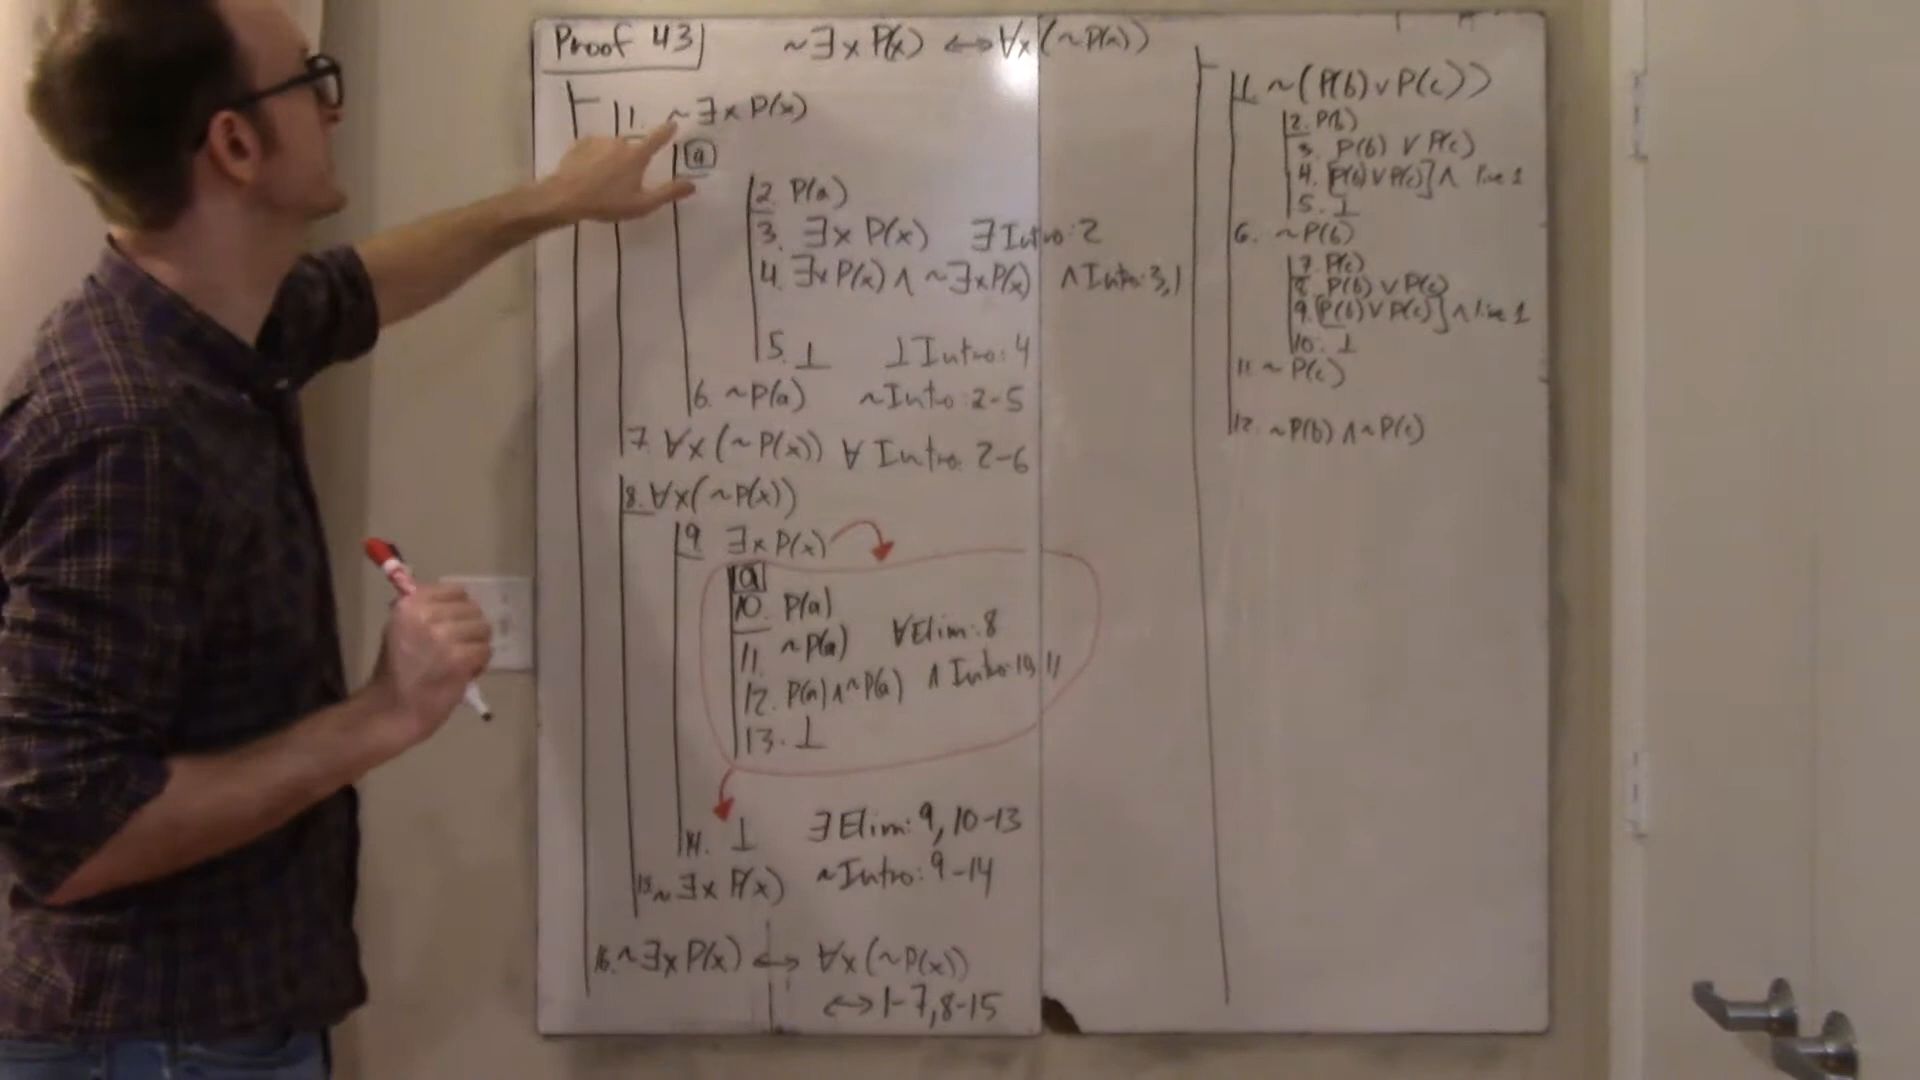 Proof 43 ~∃x P(x) ↔ ∀x (~P(x))
1. ~∃x P(x)
a
2. P(a)
3. ∃x P(x) ∃ Intro: 2
4. ∃x P(x) ∧ ~∃x P(x) ∧ Intro: 3, 1
5. ⊥ ⊥ Intro: 4
6. ~P(a) ~Intro: 2-5
7. ∀x (~P(x)) ∀ Intro: 2-6
8. ∀x (~P(x))
9. ∃x P(x)
a
10. P(a)
11. ~P(a) ∀Elim: 8
12. P(a) ∧ ~P(a) ∧ Intro: 10, 11
13. ⊥
14. ⊥ ∃ Elim: 9, 10-13
15. ~∃x P(x) ~Intro: 9-14
16. ~∃x P(x) ↔ ∀x (~P(x))
↔ 1-7, 8-15
1. ~(P(b) ∨ P(c))
2. P(b)
3. P(b) ∨ P(c)
4. [P(b) ∨ P(c)] ∧ line 1
5. ⊥
6. ~P(b)
7. P(c)
8. P(b) ∨ P(c)
9. [P(b) ∨ P(c)] ∧ line 1
10. ⊥
11. ~P(c)
12. ~P(b) ∧ ~P(c)